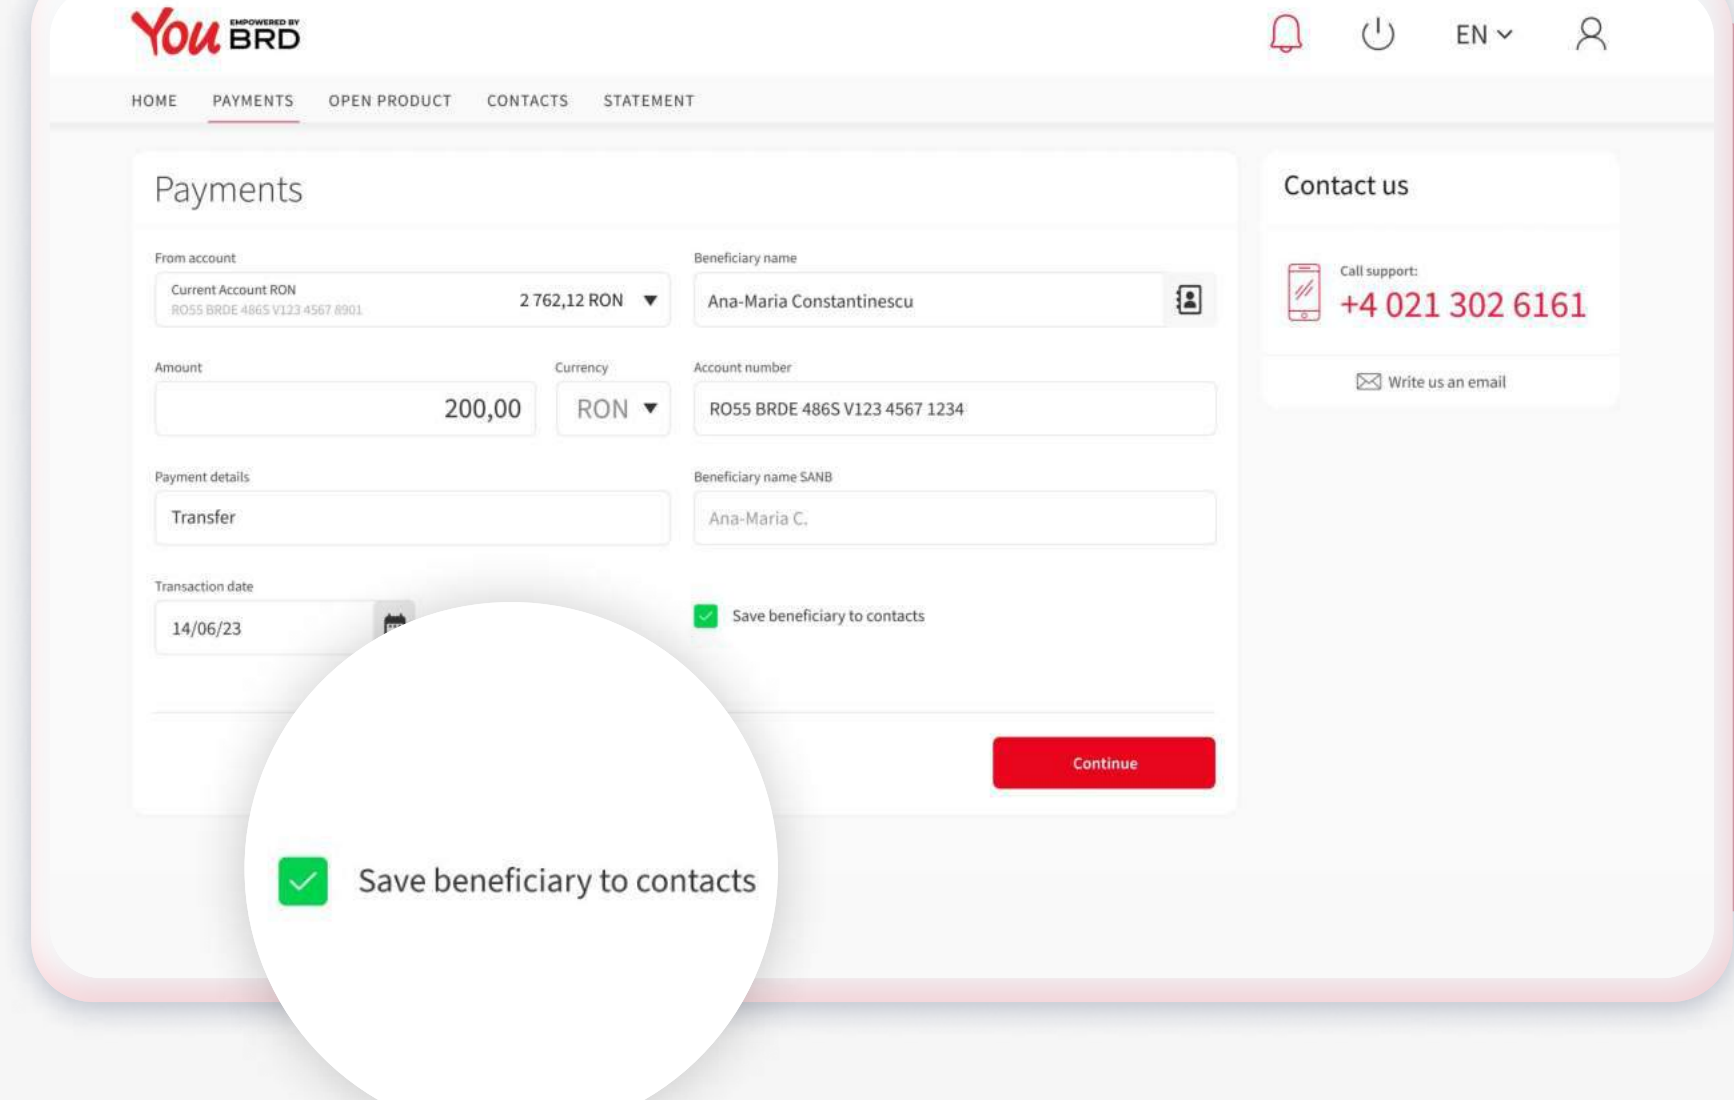 You EMPOWERED BY BRD
EN
HOME PAYMENTS OPEN PRODUCT CONTACTS STATEMENT
Payments
From account
Current Account RON
RO55 BRDE 486S V123 4567 8901
2 762,12 RON
Beneficiary name
Ana-Maria Constantinescu
Amount
200,00
Currency
RON
Account number
RO55 BRDE 486S V123 4567 1234
Payment details
Transfer
Beneficiary name SANB
Ana-Maria C.
Transaction date
14/06/23
Save beneficiary to contacts
Continue
Save beneficiary to contacts
Contact us
Call support:
+4 021 302 6161
Write us an email